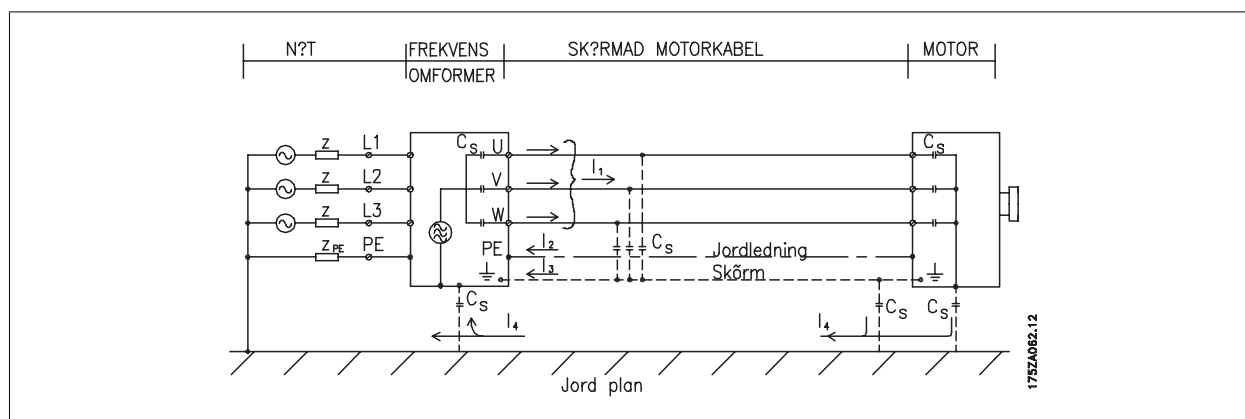 N?T
FREKVENS
OMFORMER
SK?RMAD MOTORKABEL
MOTOR
Z L1
Z L2
Z L3
Z PE PE
C S U
V
W
PE
I 1
I 2
I 3
C S
Jordledning
Skõrm
C S
C S
I 4
I 4
C S
C S
Jord plan
175ZA062.12